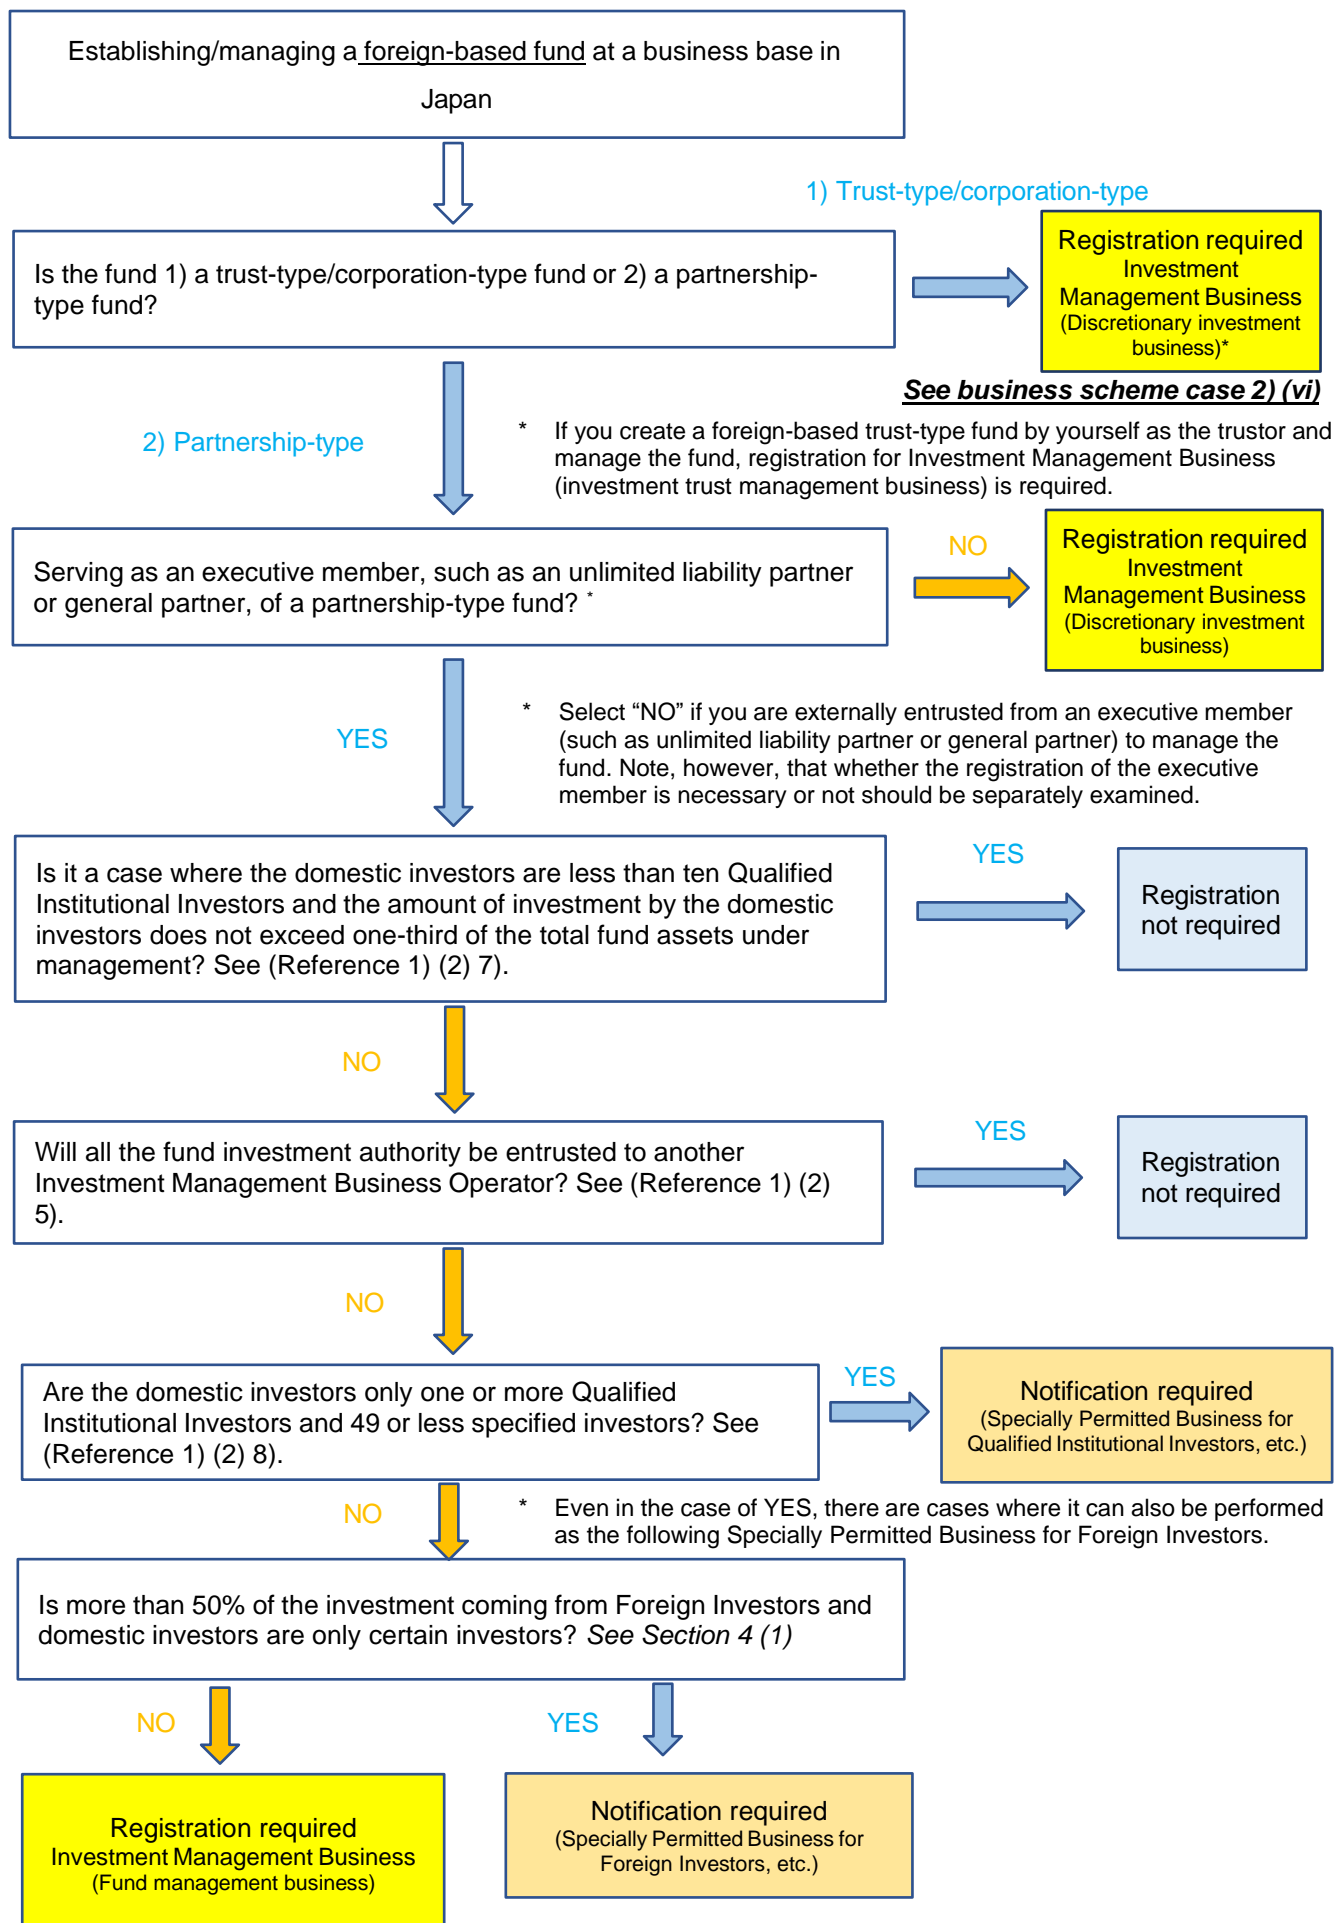 Establishing/managing a foreign-based fund at a business base in
Japan
1) Trust-type/corporation-type
Is the fund 1) a trust-type/corporation-type fund or 2) a partnership-
type fund?
Registration required
Investment
Management Business
(Discretionary investment
business)*
See business scheme case 2) (vi)
2) Partnership-type
* If you create a foreign-based trust-type fund by yourself as the trustor and
manage the fund, registration for Investment Management Business
(investment trust management business) is required.
Serving as an executive member, such as an unlimited liability partner
or general partner, of a partnership-type fund? *
NO
Registration required
Investment
Management Business
(Discretionary investment
business)
YES
* Select “NO” if you are externally entrusted from an executive member
(such as unlimited liability partner or general partner) to manage the
fund. Note, however, that whether the registration of the executive
member is necessary or not should be separately examined.
Is it a case where the domestic investors are less than ten Qualified
Institutional Investors and the amount of investment by the domestic
investors does not exceed one-third of the total fund assets under
management? See (Reference 1) (2) 7).
YES
Registration
not required
NO
Will all the fund investment authority be entrusted to another
Investment Management Business Operator? See (Reference 1) (2)
5).
YES
Registration
not required
NO
Are the domestic investors only one or more Qualified
Institutional Investors and 49 or less specified investors? See
(Reference 1) (2) 8).
YES
Notification required
(Specially Permitted Business for
Qualified Institutional Investors, etc.)
NO
* Even in the case of YES, there are cases where it can also be performed
as the following Specially Permitted Business for Foreign Investors.
Is more than 50% of the investment coming from Foreign Investors and
domestic investors are only certain investors? See Section 4 (1)
NO
YES
Registration required
Investment Management Business
(Fund management business)
Notification required
(Specially Permitted Business for
Foreign Investors, etc.)